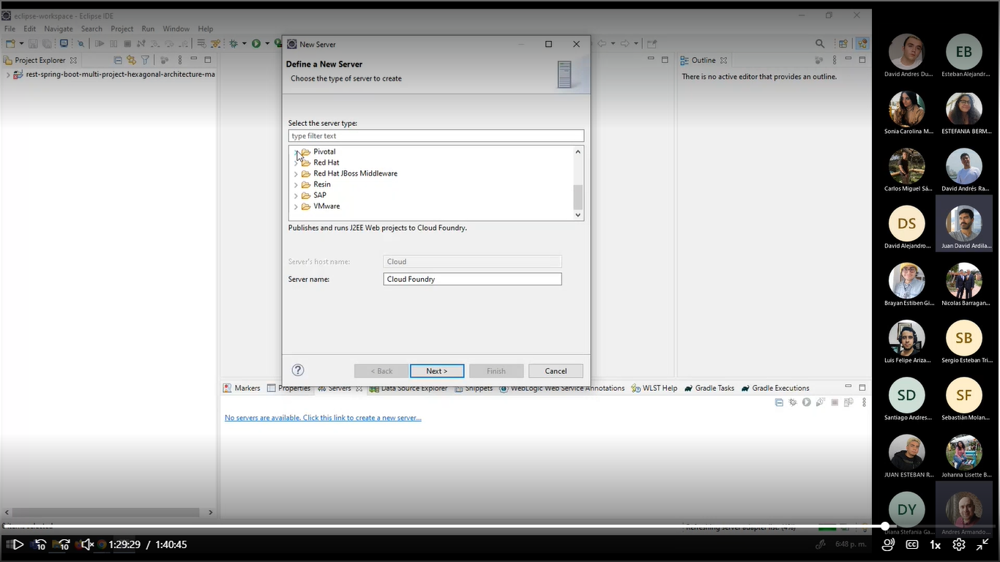 eclipse-workspace - Eclipse IDE
File Edit Navigate Search Project Run Window Help
Project Explorer
rest-spring-boot-multi-project-hexagonal-architecture-ma
New Server
Define a New Server
Choose the type of server to create
Select the server type:
type filter text
Pivotal
Red Hat
Red Hat JBoss Middleware
Resin
SAP
VMware
Publishes and runs J2EE Web projects to Cloud Foundry.
Server's host name: Cloud
Server name: Cloud Foundry
< Back Next > Finish Cancel
Outline
There is no active editor that provides an outline.
Markers Properties Servers Data Source Explorer Snippets WebLogic Web Service Annotations WLST Help Gradle Tasks Gradle Executions
No servers are available. Click this link to create a new server...
Refreshing server adapter list: (4%)
10 10 1:29:29 / 1:40:45
6:48 p. m.
1x
David Andres Du...
EB
Esteban Alejandr...
Sonia Carolina M...
ESTEFANIA BERM...
Carlos Miguel Sá...
David Andrés Ra...
DS
David Alejandro...
Juan David Ardila...
Brayan Estiben Gi...
Nicolas Barragan...
Luis Felipe Ariza...
SB
Sergio Esteban Tri...
SD
Santiago Andres...
SF
Sebastián Molan...
JUAN ESTEBAN R...
Johanna Lisette B...
DY
Diana Stefania Ga...
Andres Armando...